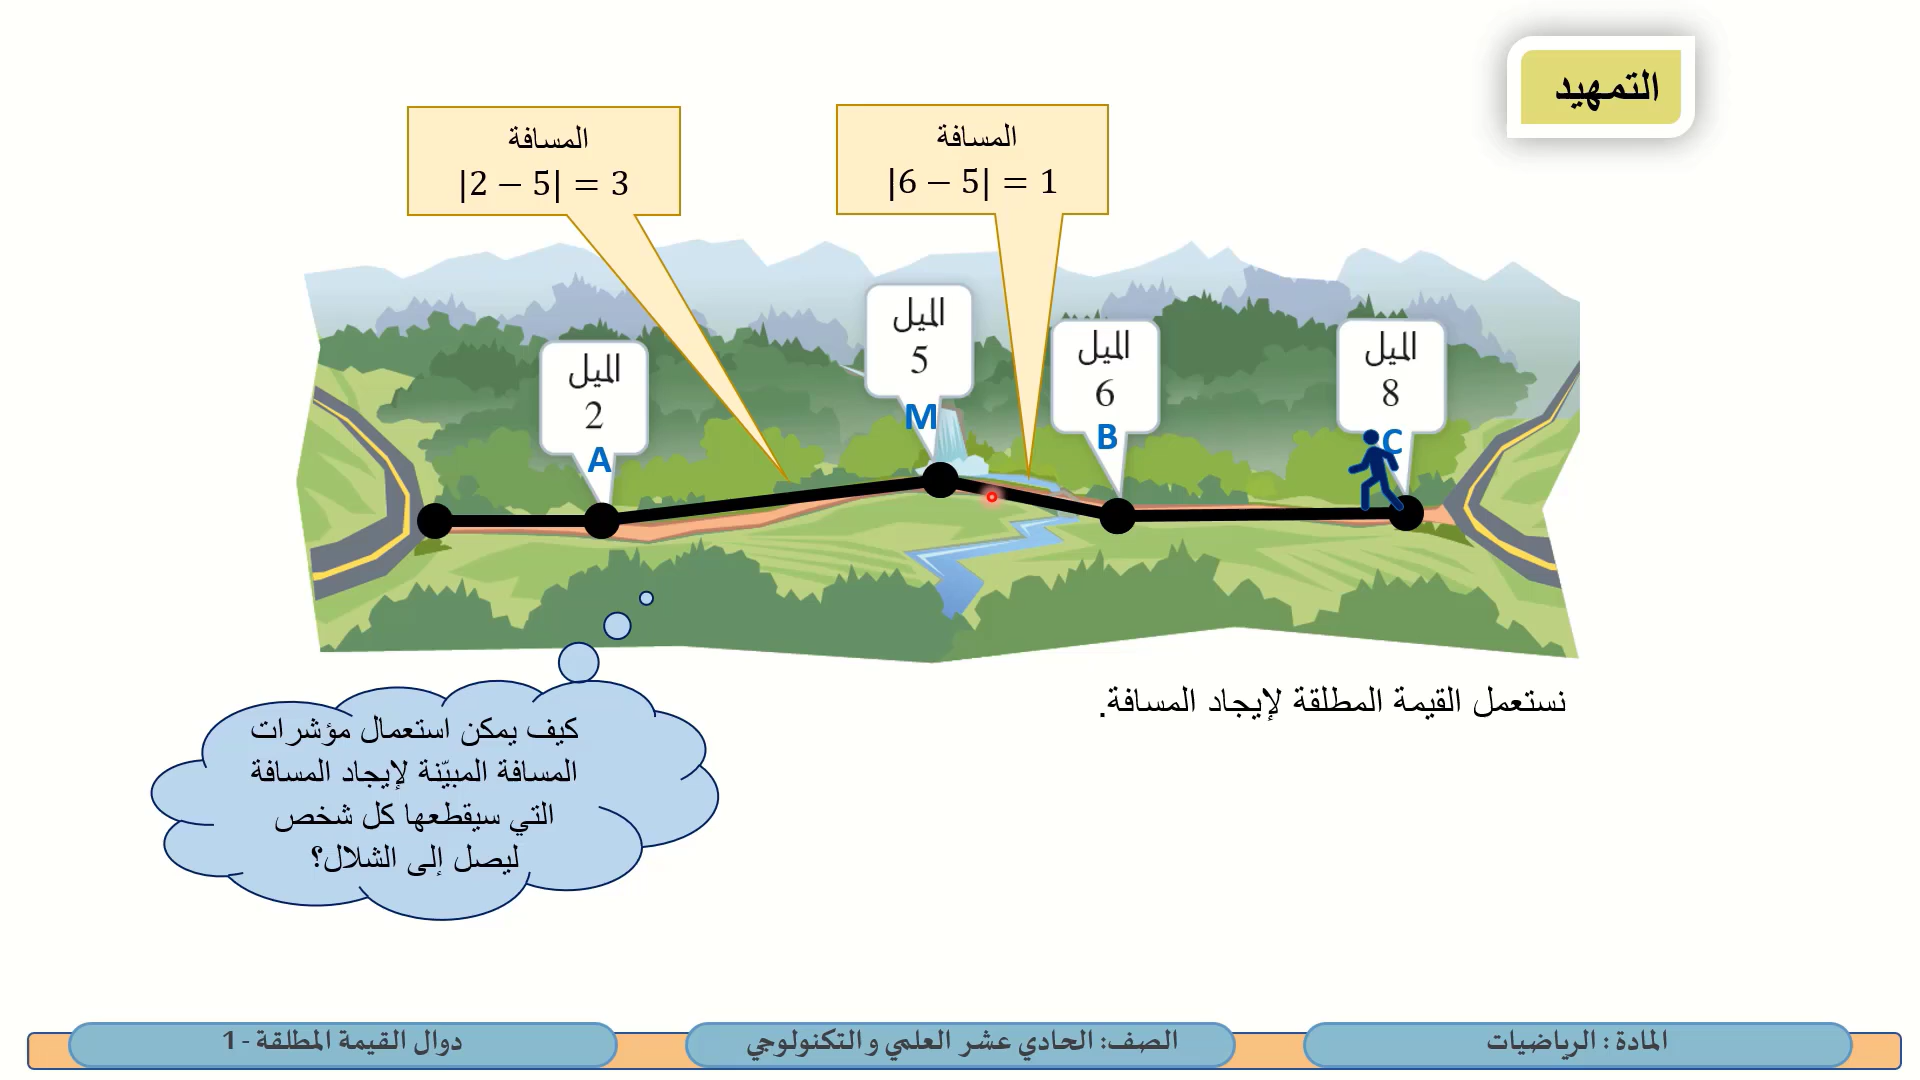 التمهيد
المسافة
|2 − 5| = 3
المسافة
|6 − 5| = 1
الميل
2
A
الميل
5
M
الميل
6
B
الميل
8
C
نستعمل القيمة المطلقة لإيجاد المسافة.
كيف يمكن استعمال مؤشرات
المسافة المبيّنة لإيجاد المسافة
التي سيقطعها كل شخص
ليصل إلى الشلال؟
المادة : الرياضيات
الصف: الحادي عشر العلمي و التكنولوجي
دوال القيمة المطلقة - 1